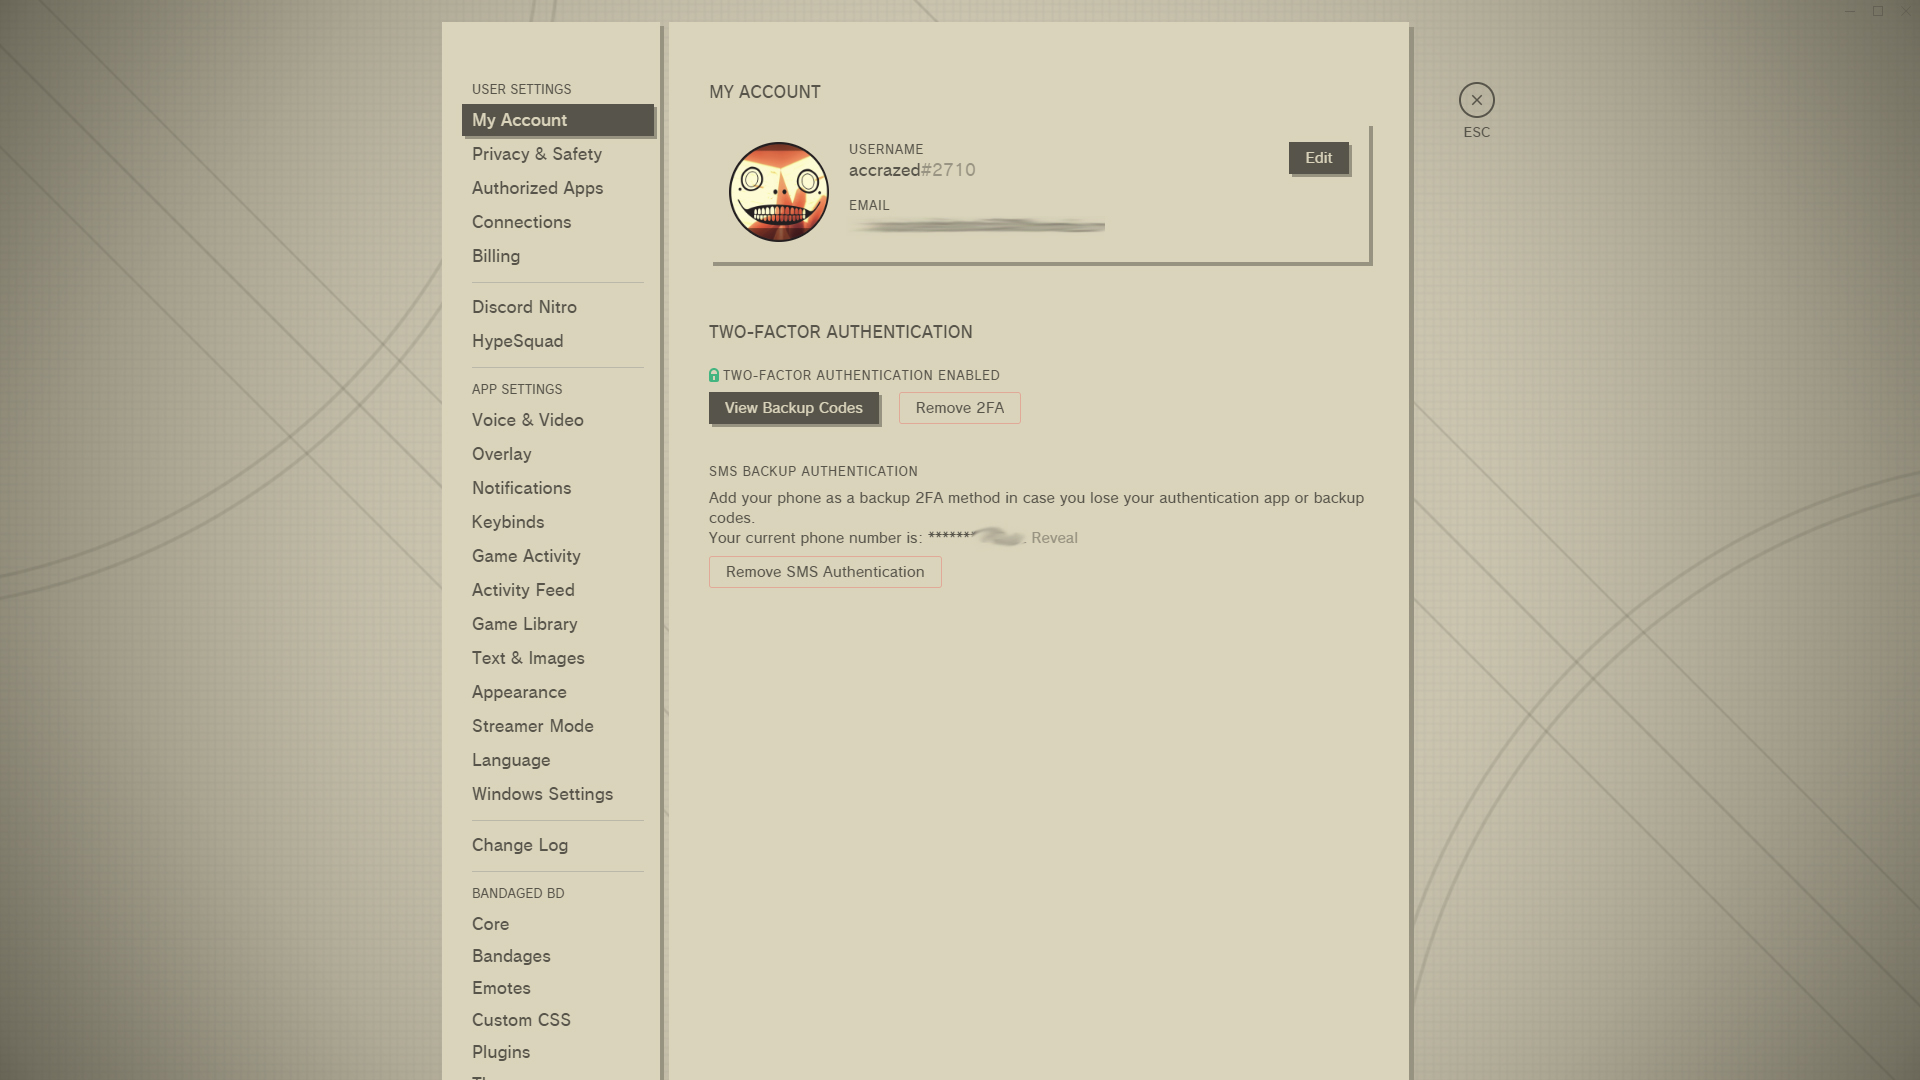 USER SETTINGS
My Account
Privacy & Safety
Authorized Apps
Connections
Billing
Discord Nitro
HypeSquad
APP SETTINGS
Voice & Video
Overlay
Notifications
Keybinds
Game Activity
Activity Feed
Game Library
Text & Images
Appearance
Streamer Mode
Language
Windows Settings
Change Log
BANDAGED BD
Core
Bandages
Emotes
Custom CSS
Plugins
MY ACCOUNT
USERNAME
accrazed#2710
Edit
EMAIL
TWO-FACTOR AUTHENTICATION
TWO-FACTOR AUTHENTICATION ENABLED
View Backup Codes
Remove 2FA
SMS BACKUP AUTHENTICATION
Add your phone as a backup 2FA method in case you lose your authentication app or backup
codes.
Your current phone number is: ******* . Reveal
Remove SMS Authentication
ESC